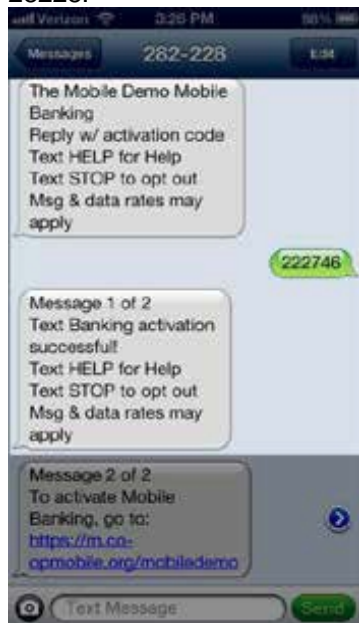 Verizon 3:26 PM
Messages 282-228 Edit
The Mobile Demo Mobile
Banking
Reply w/ activation code
Text HELP for Help
Text STOP to opt out
Msg & data rates may
apply
222746
Message 1 of 2
Text Banking activation
successful!
Text HELP for Help
Text STOP to opt out
Msg & data rates may
apply
Message 2 of 2
To activate Mobile
Banking, go to:
https://m.co-
opmobile.org/mobiledemo
Text Message Send